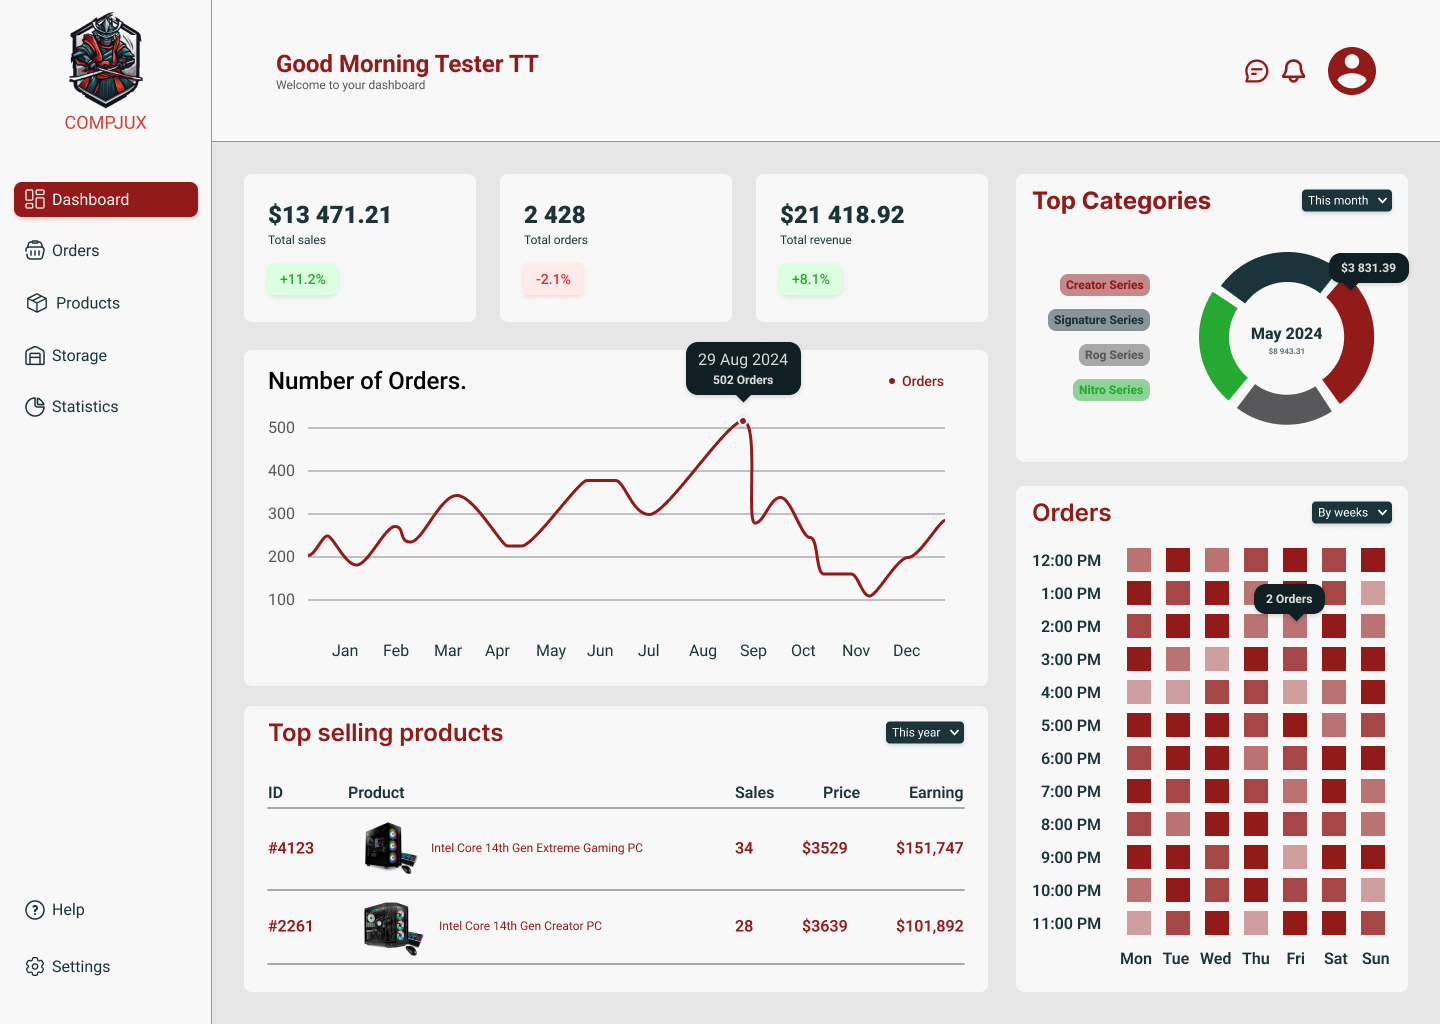 COMPJUX
Dashboard
Orders
Products
Storage
Statistics
Help
Settings
Good Morning Tester TT
Welcome to your dashboard
$13 471.21
Total sales
+11.2%
2 428
Total orders
-2.1%
$21 418.92
Total revenue
+8.1%
Number of Orders.
29 Aug 2024
502 Orders
Orders
500
400
300
200
100
Jan Feb Mar Apr May Jun Jul Aug Sep Oct Nov Dec
Top selling products
This year
ID Product Sales Price Earning
#4123 Intel Core 14th Gen Extreme Gaming PC 34 $3529 $151,747
#2261 Intel Core 14th Gen Creator PC 28 $3639 $101,892
Top Categories
This month
Creator Series
Signature Series
Rog Series
Nitro Series
$3 831.39
May 2024
$8 943.31
Orders
By weeks
12:00 PM
1:00 PM
2 Orders
2:00 PM
3:00 PM
4:00 PM
5:00 PM
6:00 PM
7:00 PM
8:00 PM
9:00 PM
10:00 PM
11:00 PM
Mon Tue Wed Thu Fri Sat Sun